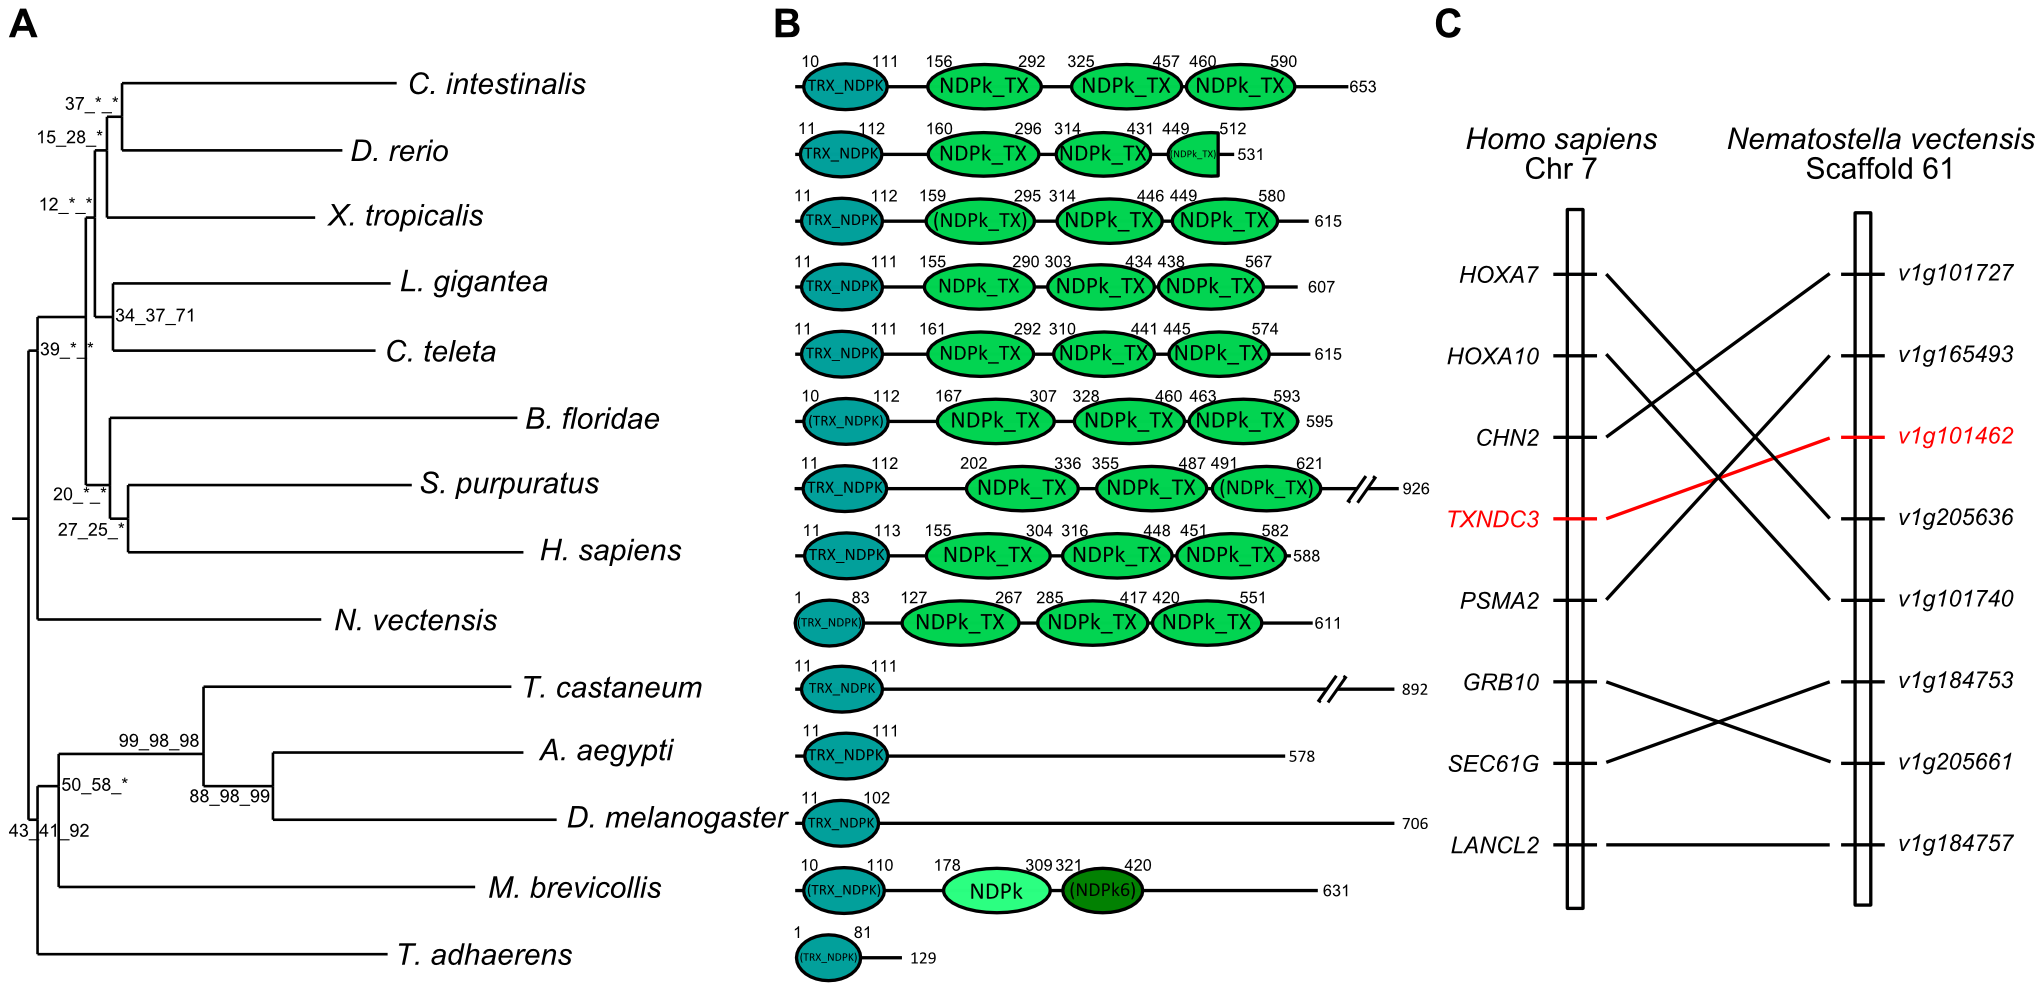 A
B
C
C. intestinalis
D. rerio
X. tropicalis
L. gigantea
C. teleta
B. floridae
S. purpuratus
H. sapiens
N. vectensis
T. castaneum
A. aegypti
D. melanogaster
M. brevicollis
T. adhaerens
37_*_*
15_28_*
12_*_*
34_37_71
39_*_*
20_*_*
27_25_*
99_98_98
88_98_99
50_58_*
43_41_92
10 111 156 292 325 457 460 590
TRX_NDPK NDPk_TX NDPk_TX NDPk_TX 653
11 112 160 296 314 431 449 512
TRX_NDPK NDPk_TX NDPk_TX (NDPk_TX) 531
11 112 159 295 314 446 449 580
TRX_NDPK (NDPk_TX) NDPk_TX NDPk_TX 615
11 111 155 290 303 434 438 567
TRX_NDPK NDPk_TX NDPk_TX NDPk_TX 607
11 111 161 292 310 441 445 574
TRX_NDPK NDPk_TX NDPk_TX NDPk_TX 615
10 112 167 307 328 460 463 593
(TRX_NDPK) NDPk_TX NDPk_TX NDPk_TX 595
11 112 202 336 355 487 491 621
TRX_NDPK NDPk_TX NDPk_TX (NDPk_TX) 926
11 113 155 304 316 448 451 582
TRX_NDPK NDPk_TX NDPk_TX NDPk_TX 588
1 83 127 267 285 417 420 551
(TRX_NDPK) NDPk_TX NDPk_TX NDPk_TX 611
11 111
TRX_NDPK 892
11 111
TRX_NDPK 578
11 102
TRX_NDPK 706
10 110 178 309 321 420
(TRX_NDPK) NDPk (NDPk6) 631
1 81
(TRX_NDPK) 129
Homo sapiens
Chr 7
Nematostella vectensis
Scaffold 61
HOXA7
HOXA10
CHN2
TXNDC3
PSMA2
GRB10
SEC61G
LANCL2
v1g101727
v1g165493
v1g101462
v1g205636
v1g101740
v1g184753
v1g205661
v1g184757